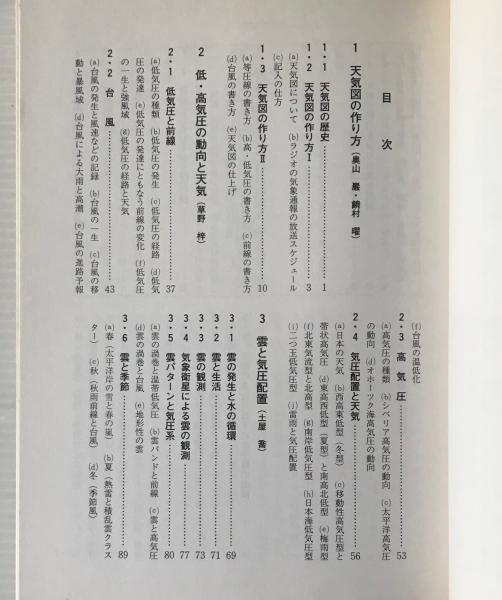 目次
1 天気図の作り方（奥山 巖・饒村 曜）
1・1 天気図の歴史…………1
1・2 天気図の作り方Ⅰ…………3
(a)天気図について (b)ラジオの気象通報の放送スケジュール
(c)記入の仕方
1・3 天気図の作り方Ⅱ…………10
(a)等圧線の書き方 (b)高・低気圧の書き方 (c)前線の書き方
(d)台風の書き方 (e)天気図の仕上げ
2 低・高気圧の動向と天気（草野 梓）
2・1 低気圧と前線…………37
(a)低気圧の種類 (b)低気圧の発生 (c)低気圧の経路 (d)低気
圧の発達 (e)低気圧の発達にともなう前線の変化 (f)低気圧
の一生と強風域 (g)低気圧の経路と天気
2・2 台風…………43
(a)台風の発生と風速などの記録 (b)台風の一生 (c)台風の移
動と暴風域 (d)台風による大雨と高潮 (e)台風の進路予報
(f)台風の温低化
2・3 高気圧…………53
(a)高気圧の種類 (b)シベリア高気圧の動向 (c)太平洋高気圧
の動向 (d)オホーツク海高気圧の動向
2・4 気圧配置と天気…………56
(a)日本の天気 (b)西高東低型（冬型） (c)移動性高気圧型と
帯状高気圧 (d)東高西低型（夏型）と南高北低型 (e)梅雨型
(f)北東気流型と北高型 (g)南岸低気圧型 (h)日本海低気圧型
(i)二つ玉低気圧型 (j)雷雨と気圧配置
3 雲と気圧配置（土屋 喬）
3・1 雲の発生と水の循環…………69
3・2 雲と生活…………71
3・3 雲の観測…………73
3・4 気象衛星による雲の観測…………77
3・5 雲パターンと気圧系…………80
(a)雲の渦巻と温帯低気圧 (b)雲バンドと前線 (c)雲と高気圧
(d)雲の渦巻と台風 (e)地形性の雲
3・6 雲と季節…………89
(a)春（太平洋岸の雪と春の嵐） (b)夏（熱雷と積乱雲クラス
ター） (c)秋（秋雨前線と台風） (d)冬（季節風）